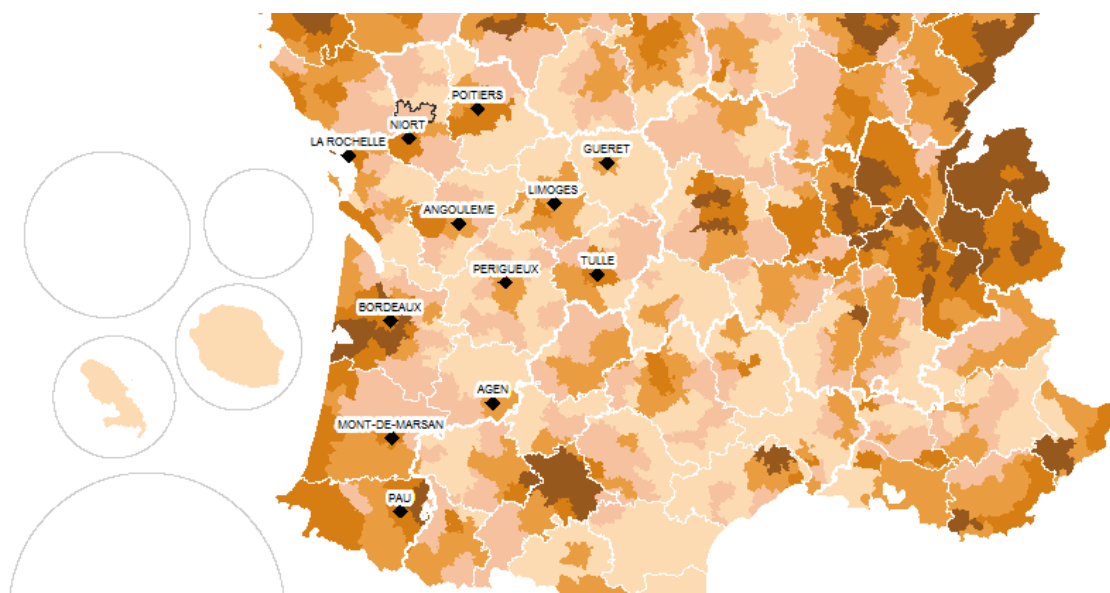 POITIERS
NIORT
LA ROCHELLE
GUERET
LIMOGES
ANGOULEME
TULLE
PERIGUEUX
BORDEAUX
AGEN
MONT-DE-MARSAN
PAU